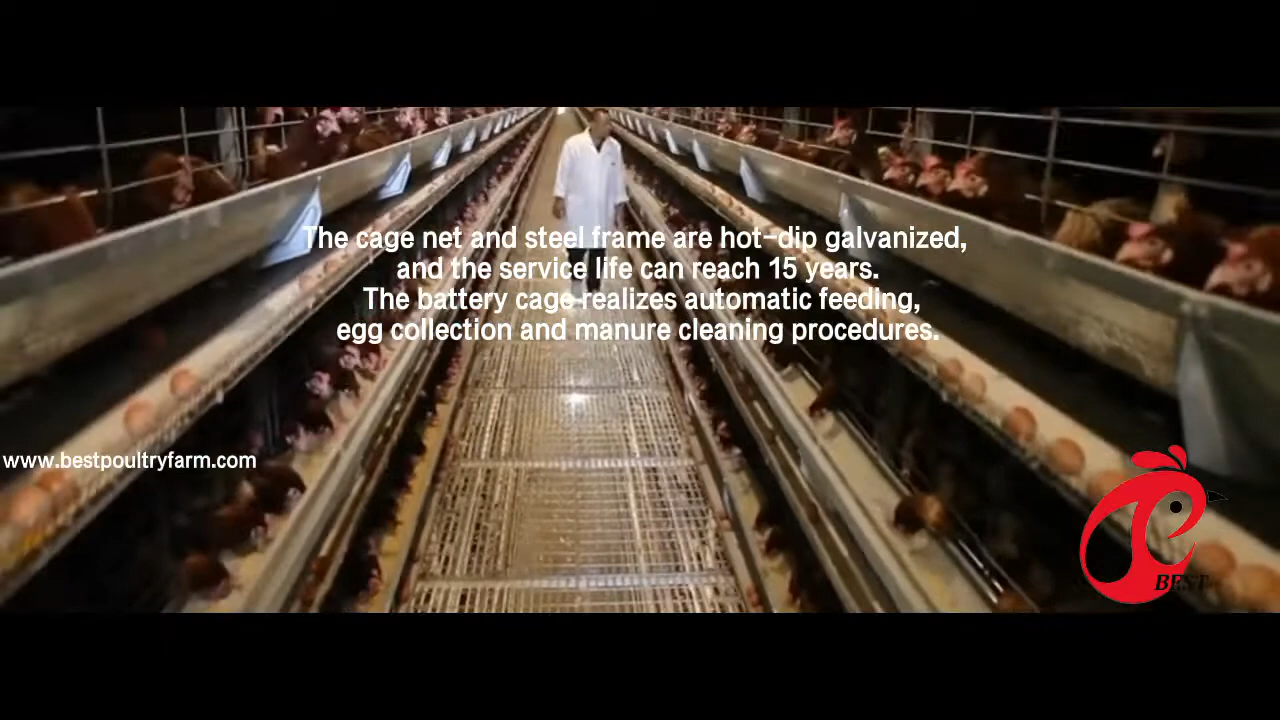 The cage net and steel frame are hot-dip galvanized,
and the service life can reach 15 years.
The battery cage realizes automatic feeding,
egg collection and manure cleaning procedures.
www.bestpoultryfarm.com
BEST